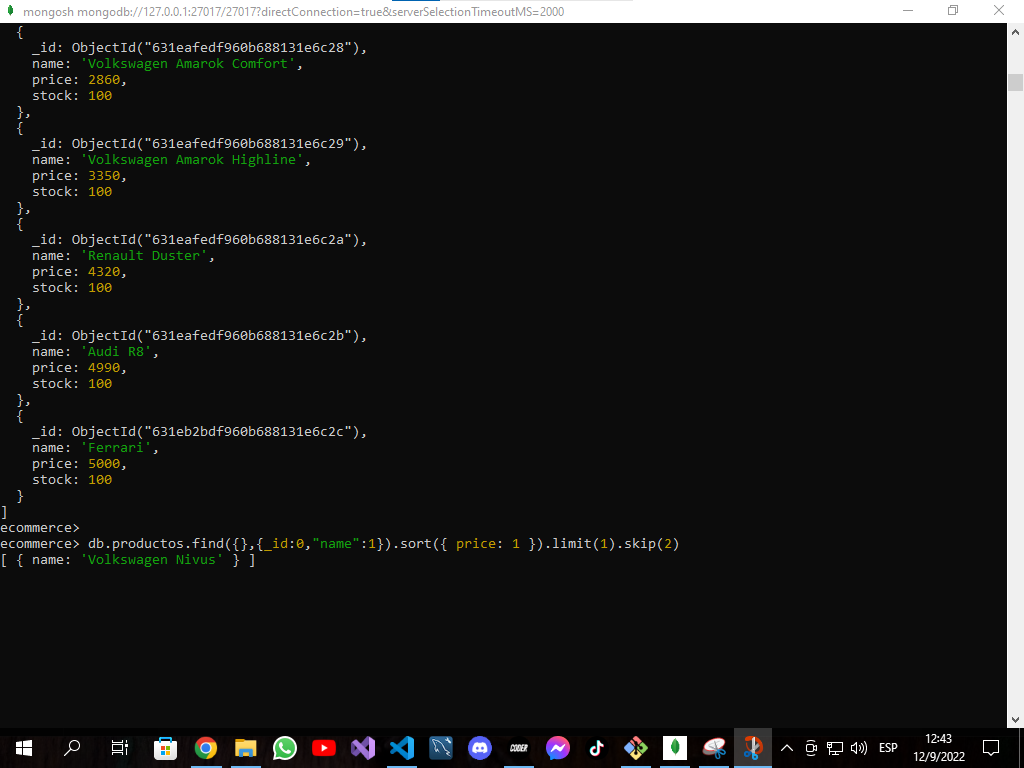 mongosh mongodb://127.0.0.1:27017/27017?directConnection=true&serverSelectionTimeoutMS=2000
{
_id: ObjectId("631eafedf960b688131e6c28"),
name: 'Volkswagen Amarok Comfort',
price: 2860,
stock: 100
},
{
_id: ObjectId("631eafedf960b688131e6c29"),
name: 'Volkswagen Amarok Highline',
price: 3350,
stock: 100
},
{
_id: ObjectId("631eafedf960b688131e6c2a"),
name: 'Renault Duster',
price: 4320,
stock: 100
},
{
_id: ObjectId("631eafedf960b688131e6c2b"),
name: 'Audi R8',
price: 4990,
stock: 100
},
{
_id: ObjectId("631eb2bdf960b688131e6c2c"),
name: 'Ferrari',
price: 5000,
stock: 100
}
]
ecommerce>
ecommerce> db.productos.find({},{_id:0,"name":1}).sort({ price: 1 }).limit(1).skip(2)
[ { name: 'Volkswagen Nivus' } ]
CODER
ESP
12:43
12/9/2022